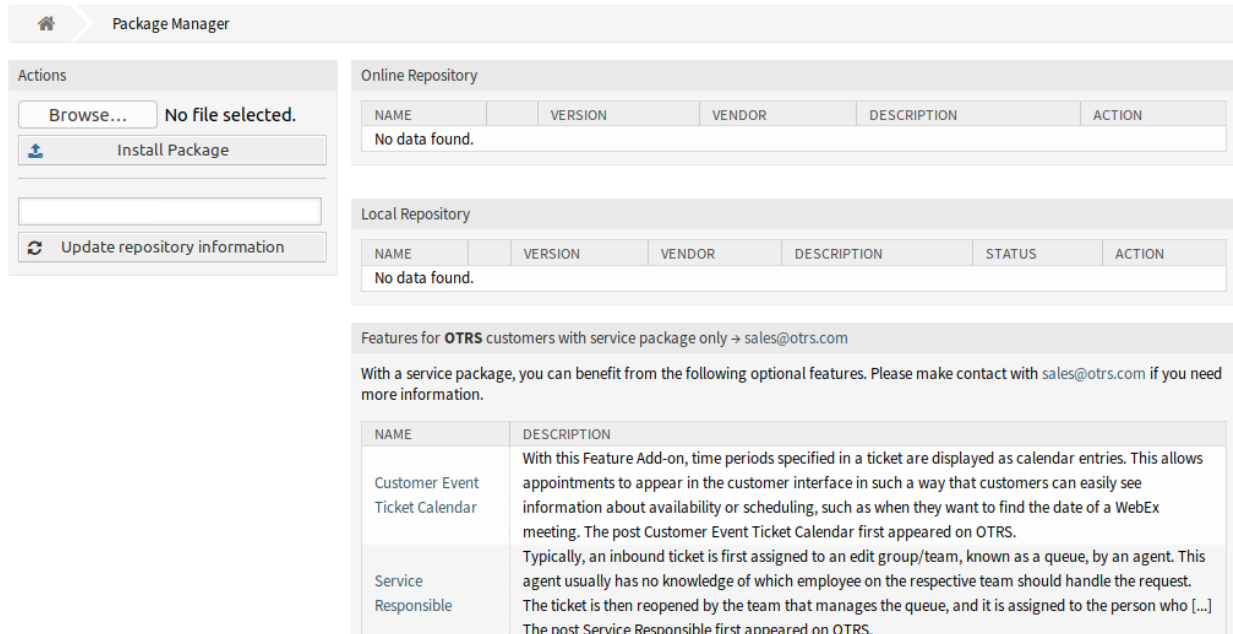 Package Manager
Actions
Browse... No file selected.
Install Package
Update repository information
Online Repository
NAME VERSION VENDOR DESCRIPTION ACTION
No data found.
Local Repository
NAME VERSION VENDOR DESCRIPTION STATUS ACTION
No data found.
Features for OTRS customers with service package only → sales@otrs.com
With a service package, you can benefit from the following optional features. Please make contact with sales@otrs.com if you need
more information.
NAME DESCRIPTION
Customer Event
Ticket Calendar
With this Feature Add-on, time periods specified in a ticket are displayed as calendar entries. This allows
appointments to appear in the customer interface in such a way that customers can easily see
information about availability or scheduling, such as when they want to find the date of a WebEx
meeting. The post Customer Event Ticket Calendar first appeared on OTRS.
Service
Responsible
Typically, an inbound ticket is first assigned to an edit group/team, known as a queue, by an agent. This
agent usually has no knowledge of which employee on the respective team should handle the request.
The ticket is then reopened by the team that manages the queue, and it is assigned to the person who [...]
The post Service Responsible first appeared on OTRS.